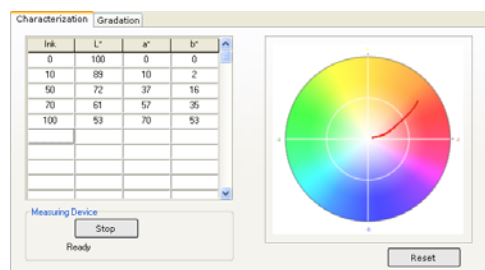 Characterization Gradation
Ink L* a* b*
0 100 0 0
10 89 10 2
50 72 37 16
70 61 57 35
100 53 70 53
Measuring Device
Stop
Ready
Reset